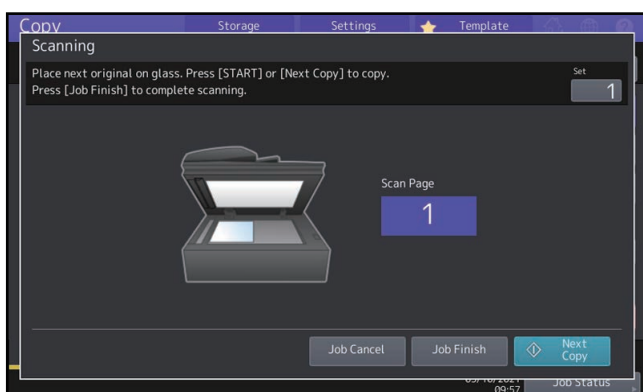 Copy
Storage
Settings
Template
Scanning
Place next original on glass. Press [START] or [Next Copy] to copy.
Press [Job Finish] to complete scanning.
Set
1
Scan Page
1
Job Cancel
Job Finish
Next
Copy
09:57
Job Status